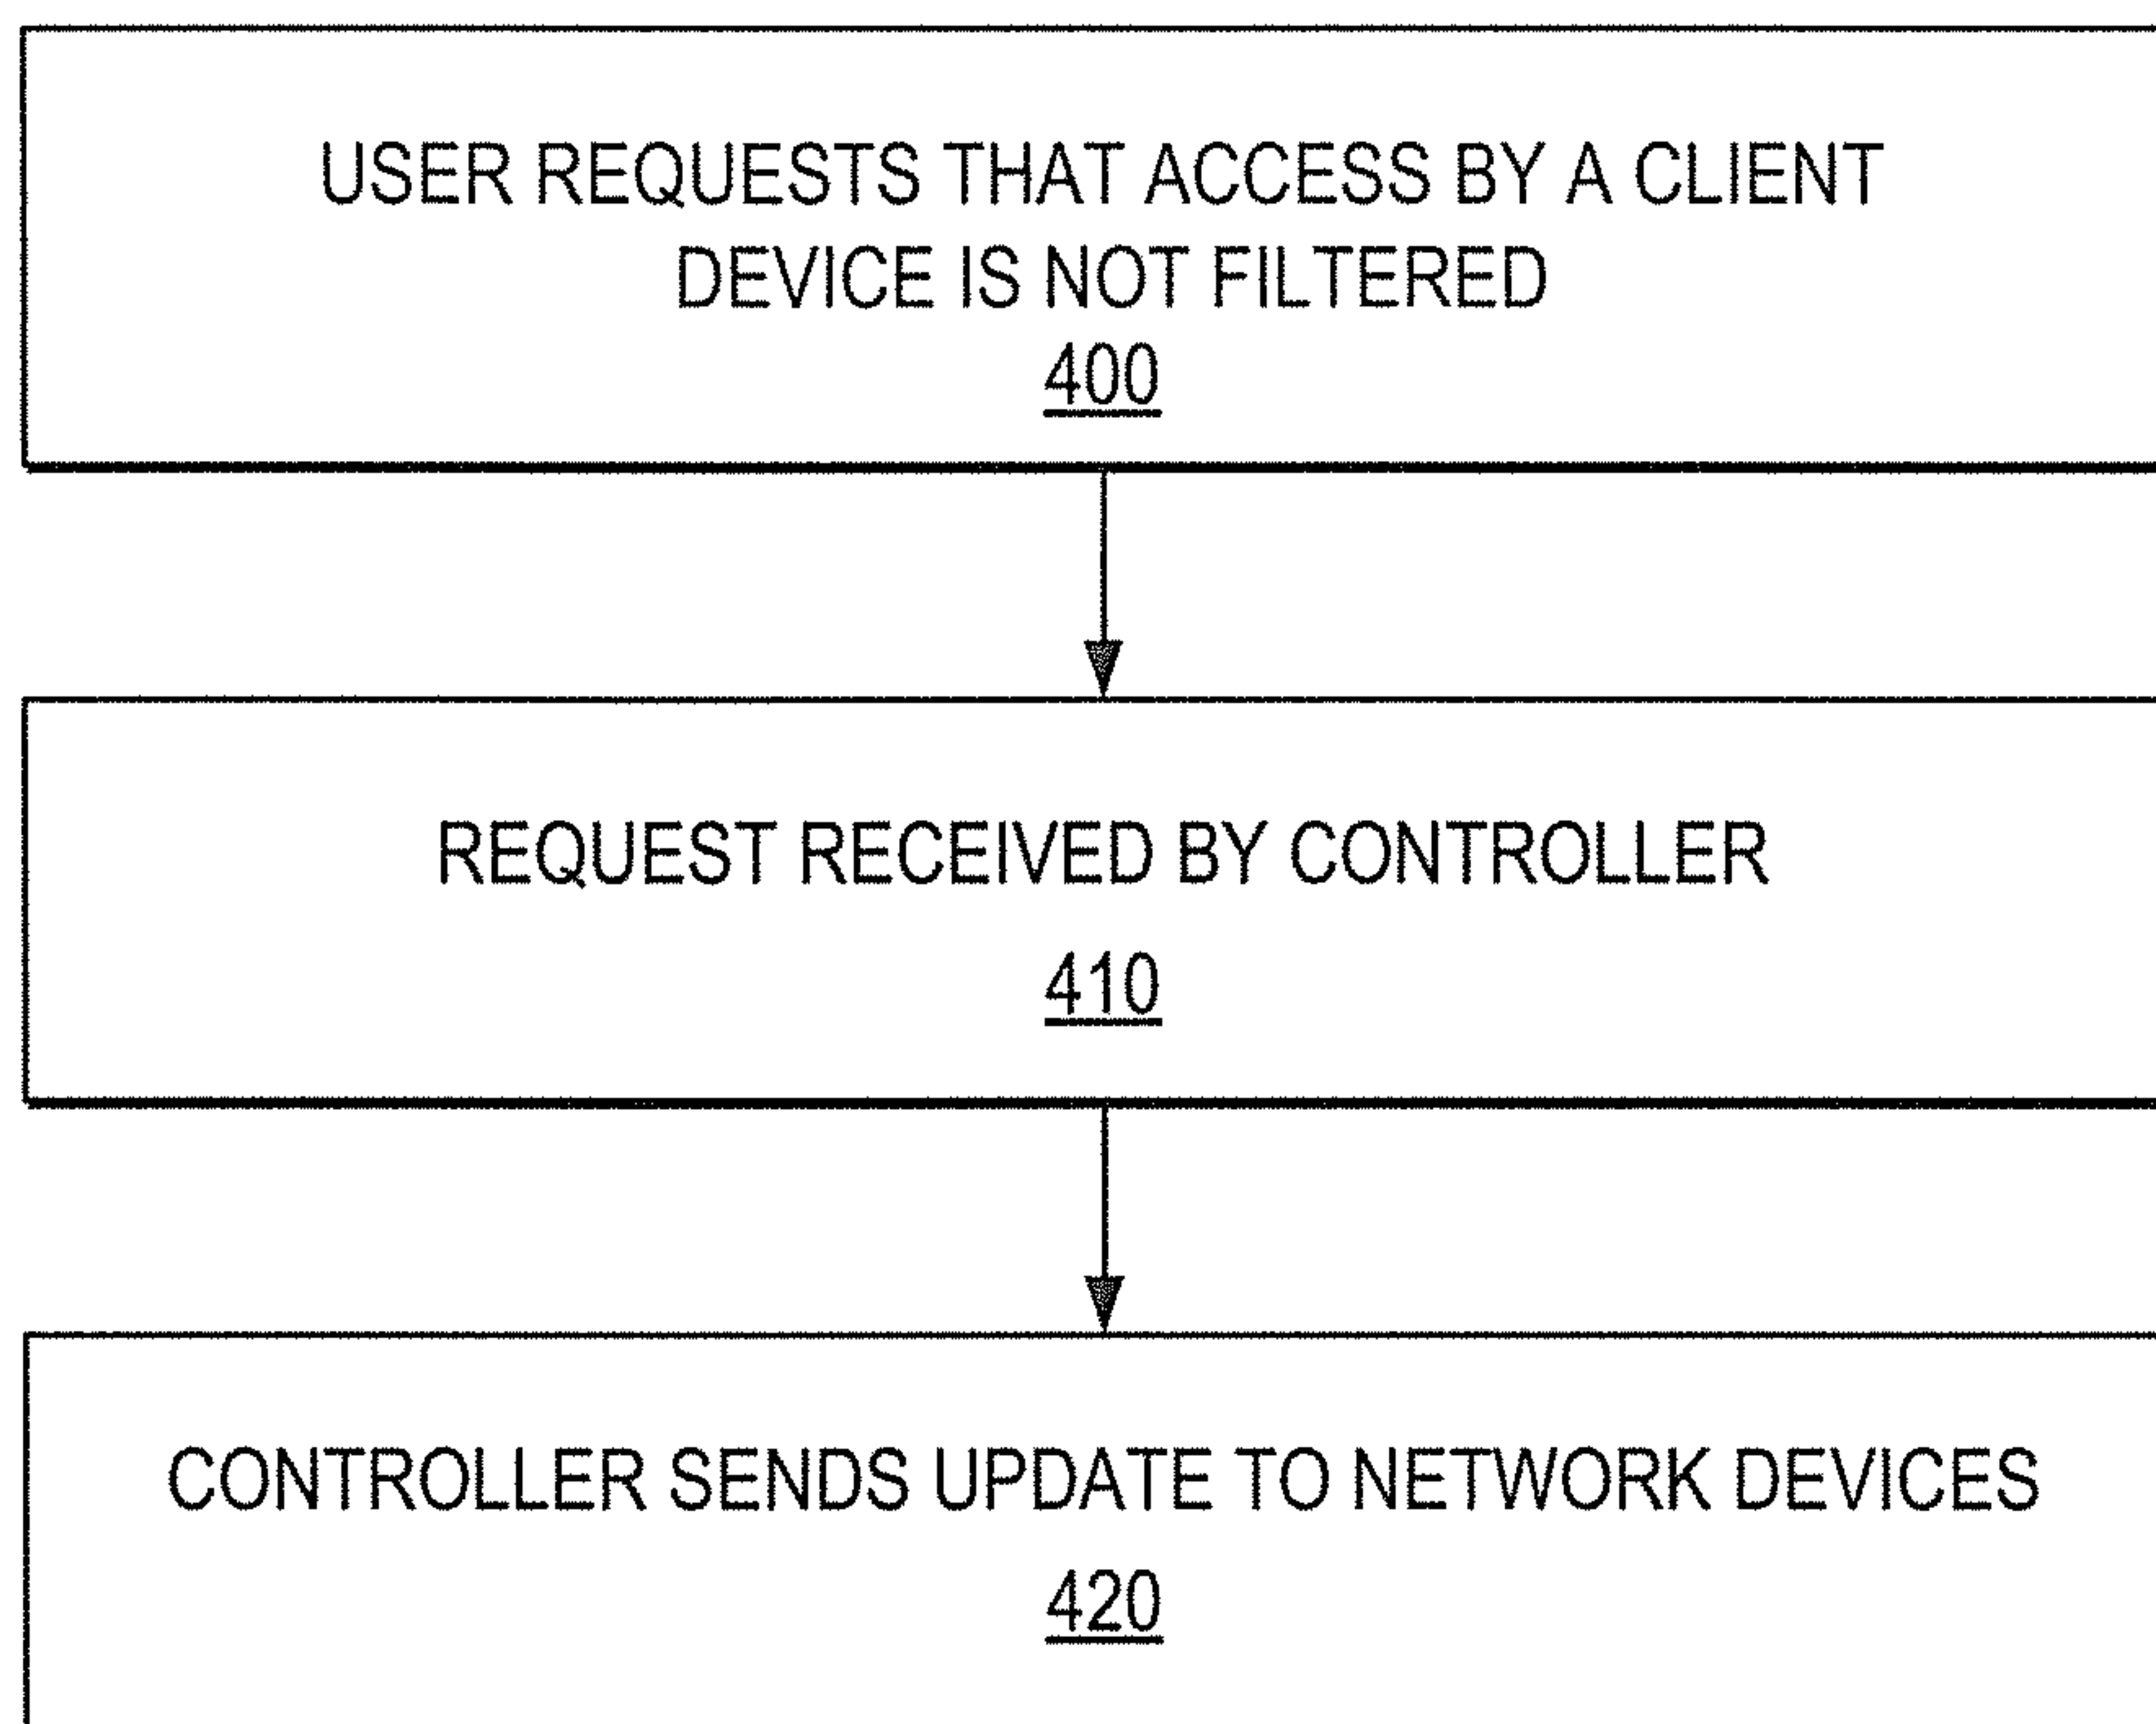 USER REQUESTS THAT ACCESS BY A CLIENT
DEVICE IS NOT FILTERED
400
REQUEST RECEIVED BY CONTROLLER
410
CONTROLLER SENDS UPDATE TO NETWORK DEVICES
420